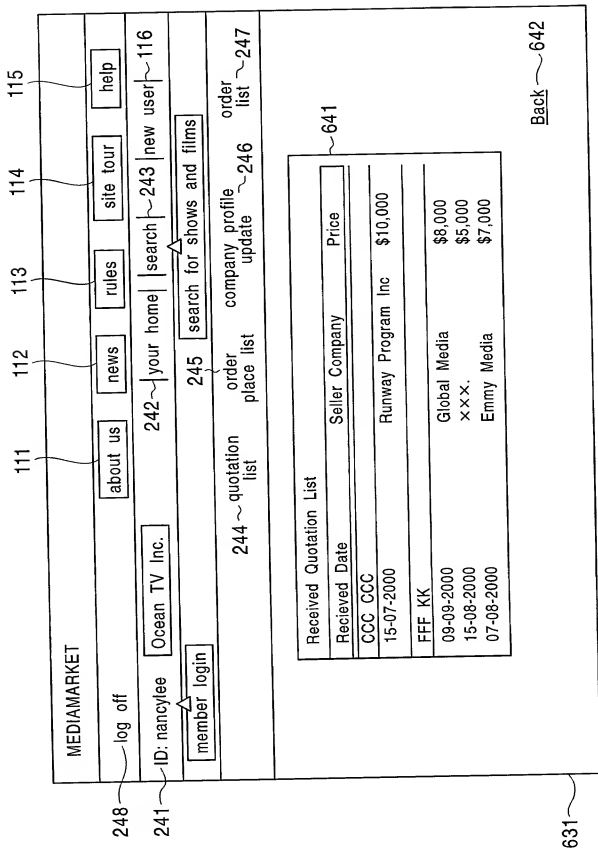 111 112 113 114 115
MEDIAMARKET
248 log off about us news rules site tour help
241 ID: nancylee Ocean TV Inc. 242 your home search 243 new user 116
member login search for shows and films
244 quotation list
245 order place list
company profile update 246
order list 247
Received Quotation List
Recieved Date Seller Company Price 641
CCC CCC
15-07-2000 Runway Program Inc $10,000
FFF KK
09-09-2000 Global Media $8,000
15-08-2000 ×××. $5,000
07-08-2000 Emmy Media $7,000
Back 642
631